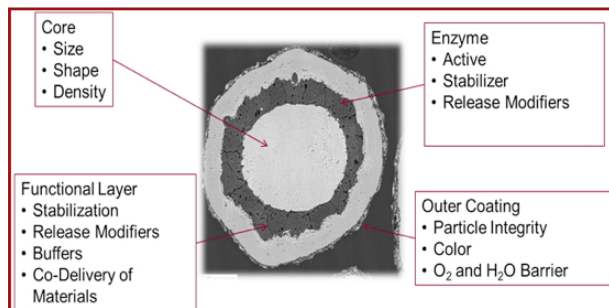 Core
• Size
• Shape
• Density
Enzyme
• Active
• Stabilizer
• Release Modifiers
Functional Layer
• Stabilization
• Release Modifiers
• Buffers
• Co-Delivery of
Materials
Outer Coating
• Particle Integrity
• Color
• O₂ and H₂O Barrier